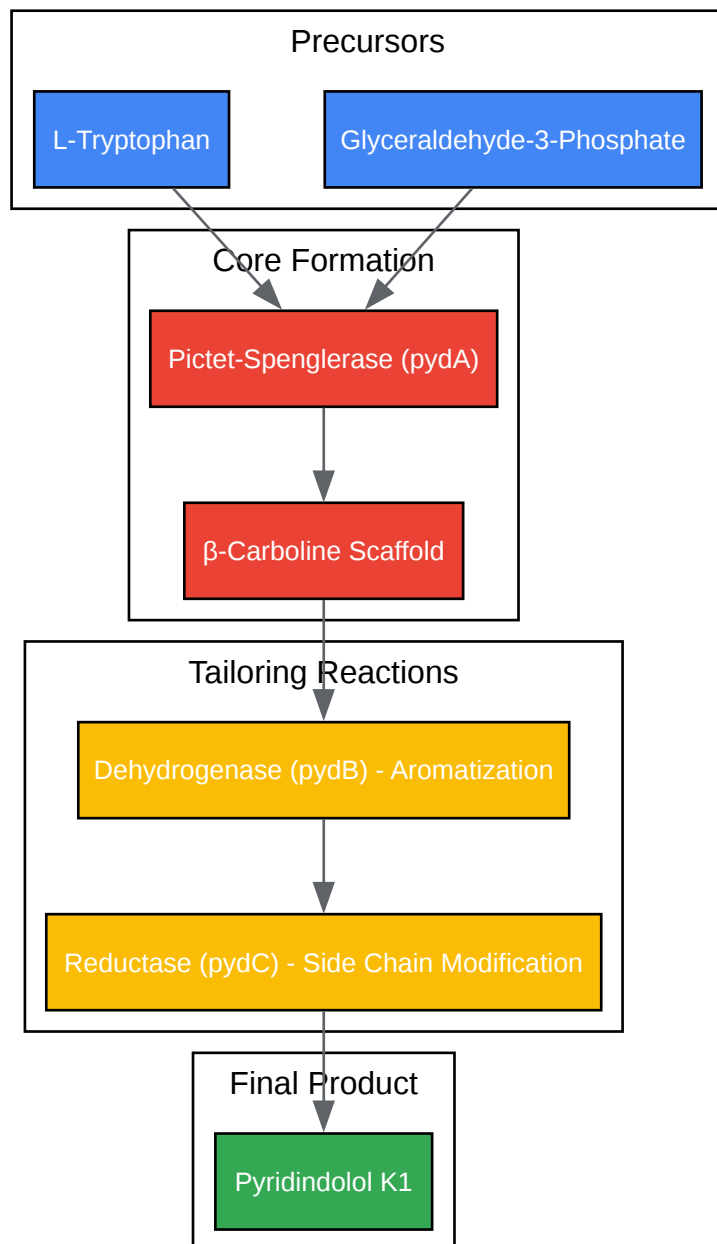 Precursors
L-Tryptophan
Glyceraldehyde-3-Phosphate
Core Formation
Pictet-Spenglerase (pydA)
β-Carboline Scaffold
Tailoring Reactions
Dehydrogenase (pydB) - Aromatization
Reductase (pydC) - Side Chain Modification
Final Product
Pyridindolol K1